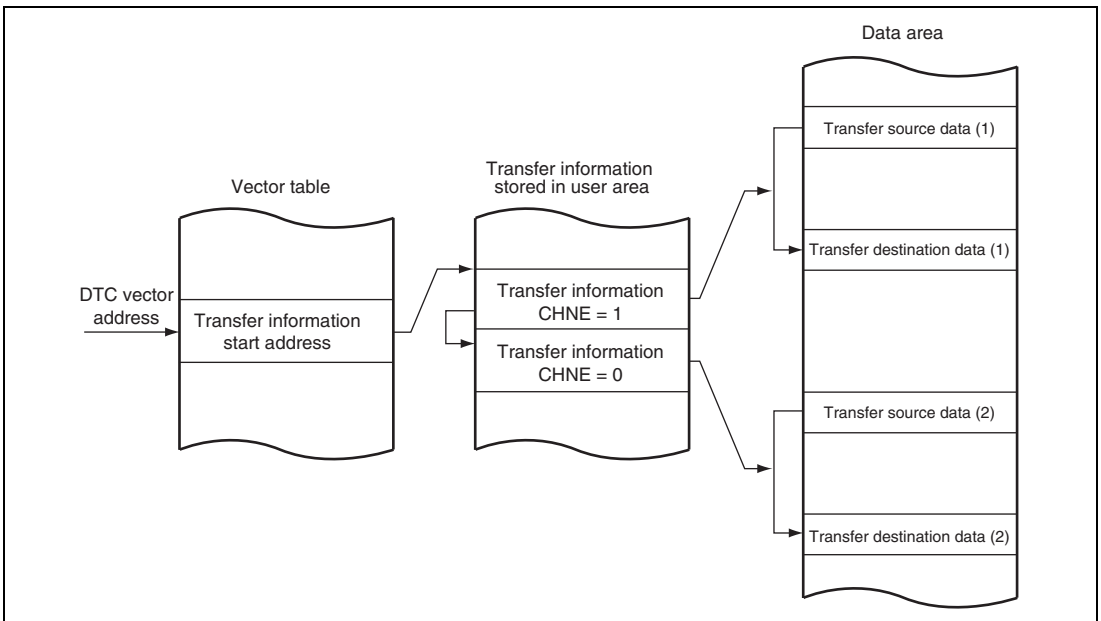 Data area
Transfer source data (1)
Transfer information
stored in user area
Vector table
Transfer destination data (1)
DTC vector
address
Transfer information
start address
Transfer information
CHNE = 1
Transfer information
CHNE = 0
Transfer source data (2)
Transfer destination data (2)